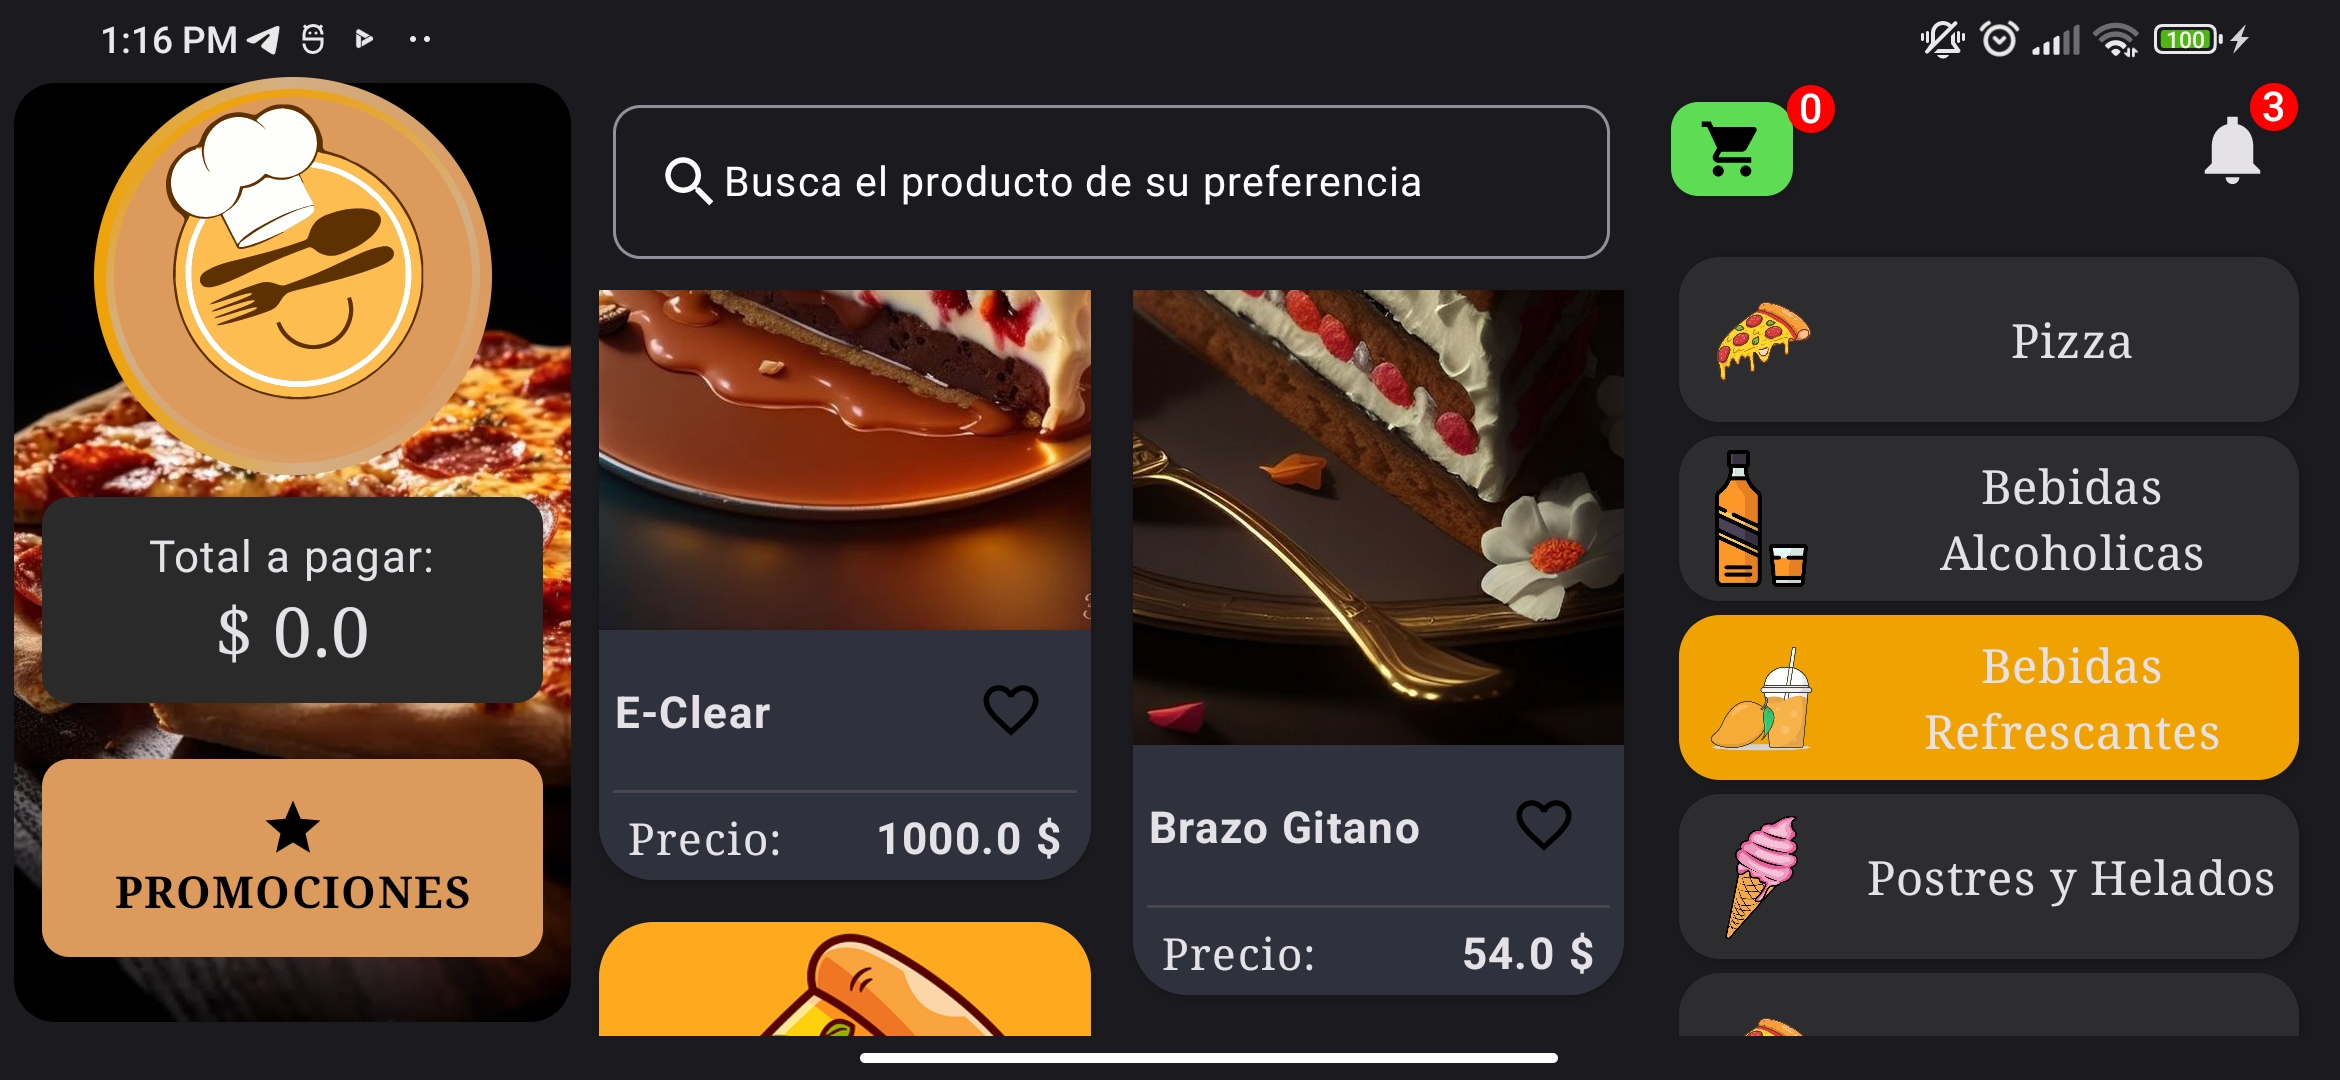 1:16 PM
100
0
3
Busca el producto de su preferencia
Total a pagar:
$ 0.0
PROMOCIONES
E-Clear
Precio: 1000.0 $
Brazo Gitano
Precio: 54.0 $
Pizza
Bebidas
Alcoholicas
Bebidas
Refrescantes
Postres y Helados